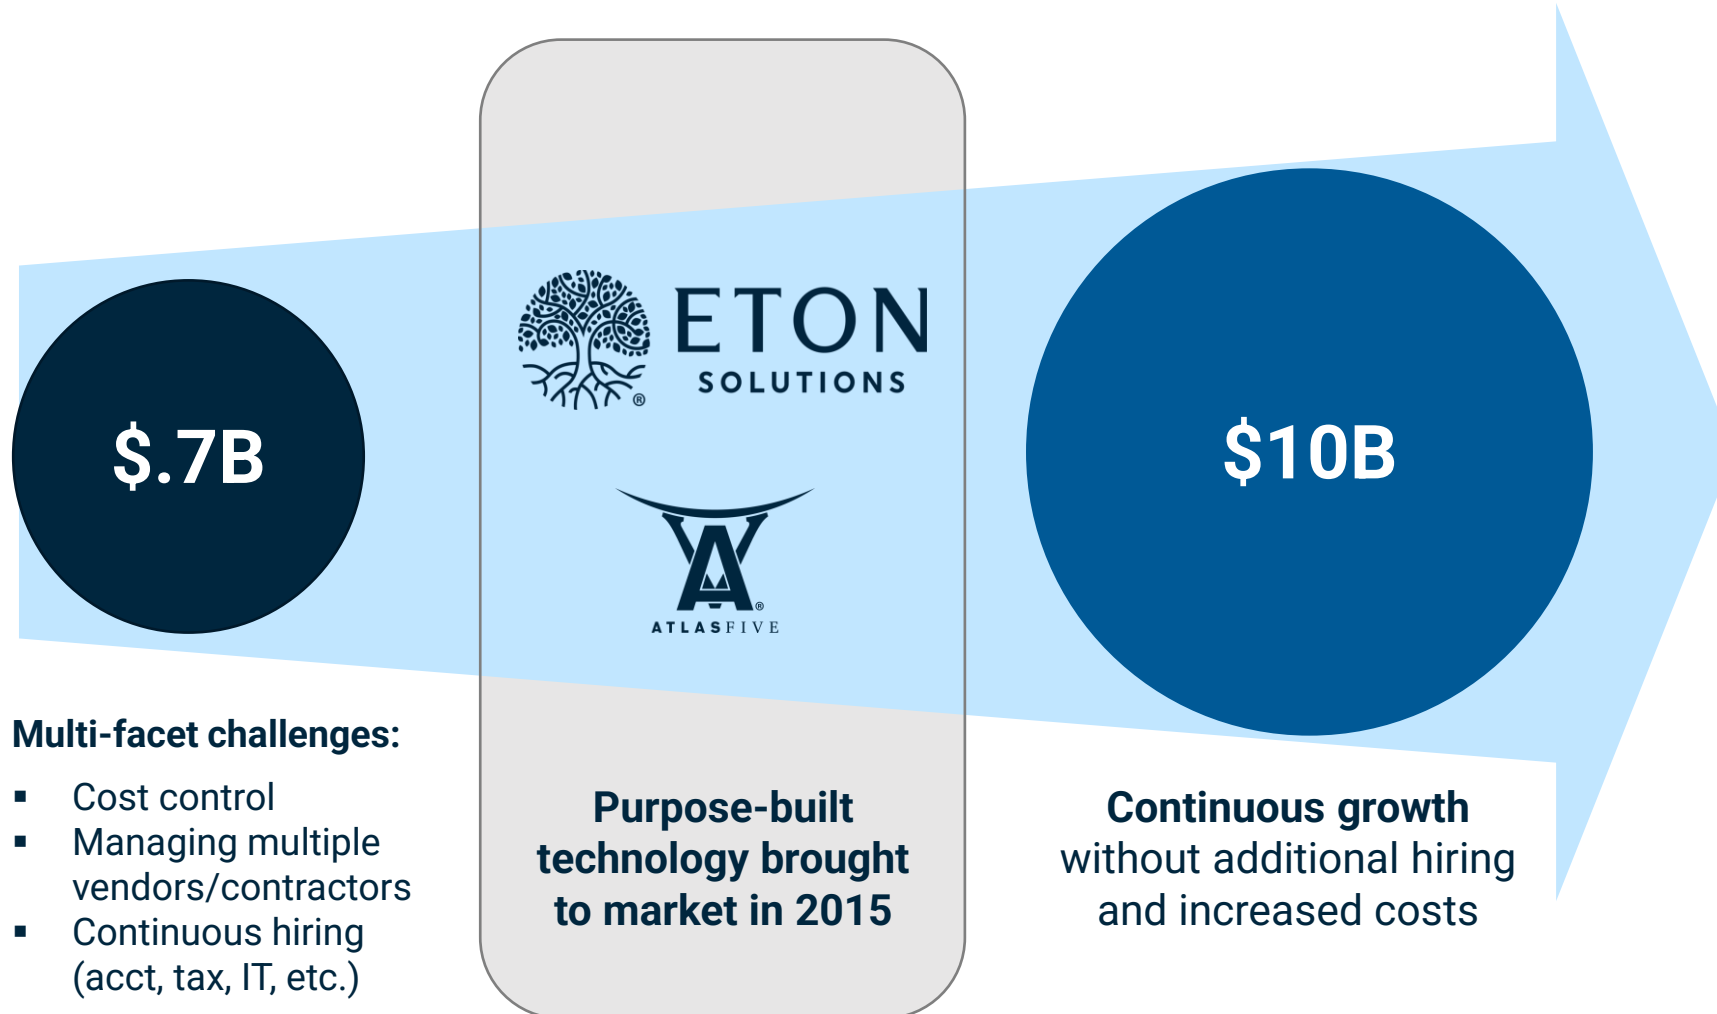 $.7B
Multi-facet challenges:
▪ Cost control
▪ Managing multiple
vendors/contractors
▪ Continuous hiring
(acct, tax, IT, etc.)
ETON
SOLUTIONS
®
®
ATLASFIVE
Purpose-built
technology brought
to market in 2015
$10B
Continuous growth
without additional hiring
and increased costs